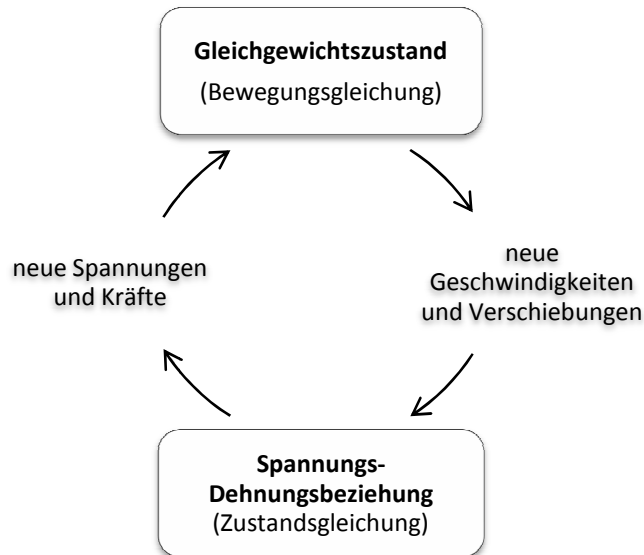 Gleichgewichtszustand
(Bewegungsgleichung)
neue Spannungen
und Kräfte
neue
Geschwindigkeiten
und Verschiebungen
Spannungs-
Dehnungsbeziehung
(Zustandsgleichung)